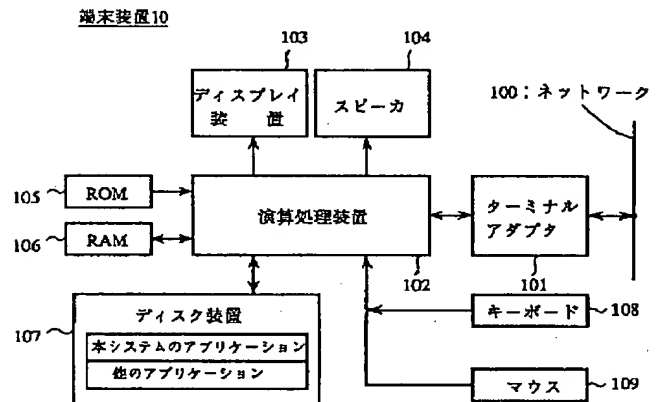 端末装置10
103
104
ディスプレイ
装 置
スピーカ
100：ネットワーク
105
ROM
106
RAM
演算処理装置
ターミナル
アダプタ
102
101
107
ディスク装置
本システムのアプリケーション
他のアプリケーション
キーボード
108
マウス
109